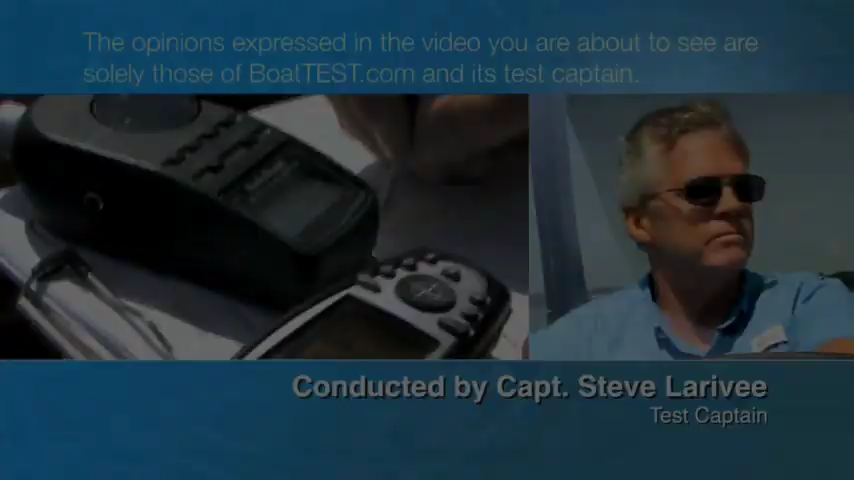 The opinions expressed in the video you are about to see are
solely those of BoatTEST.com and its test captain.
Conducted by Capt. Steve Larivee
Test Captain